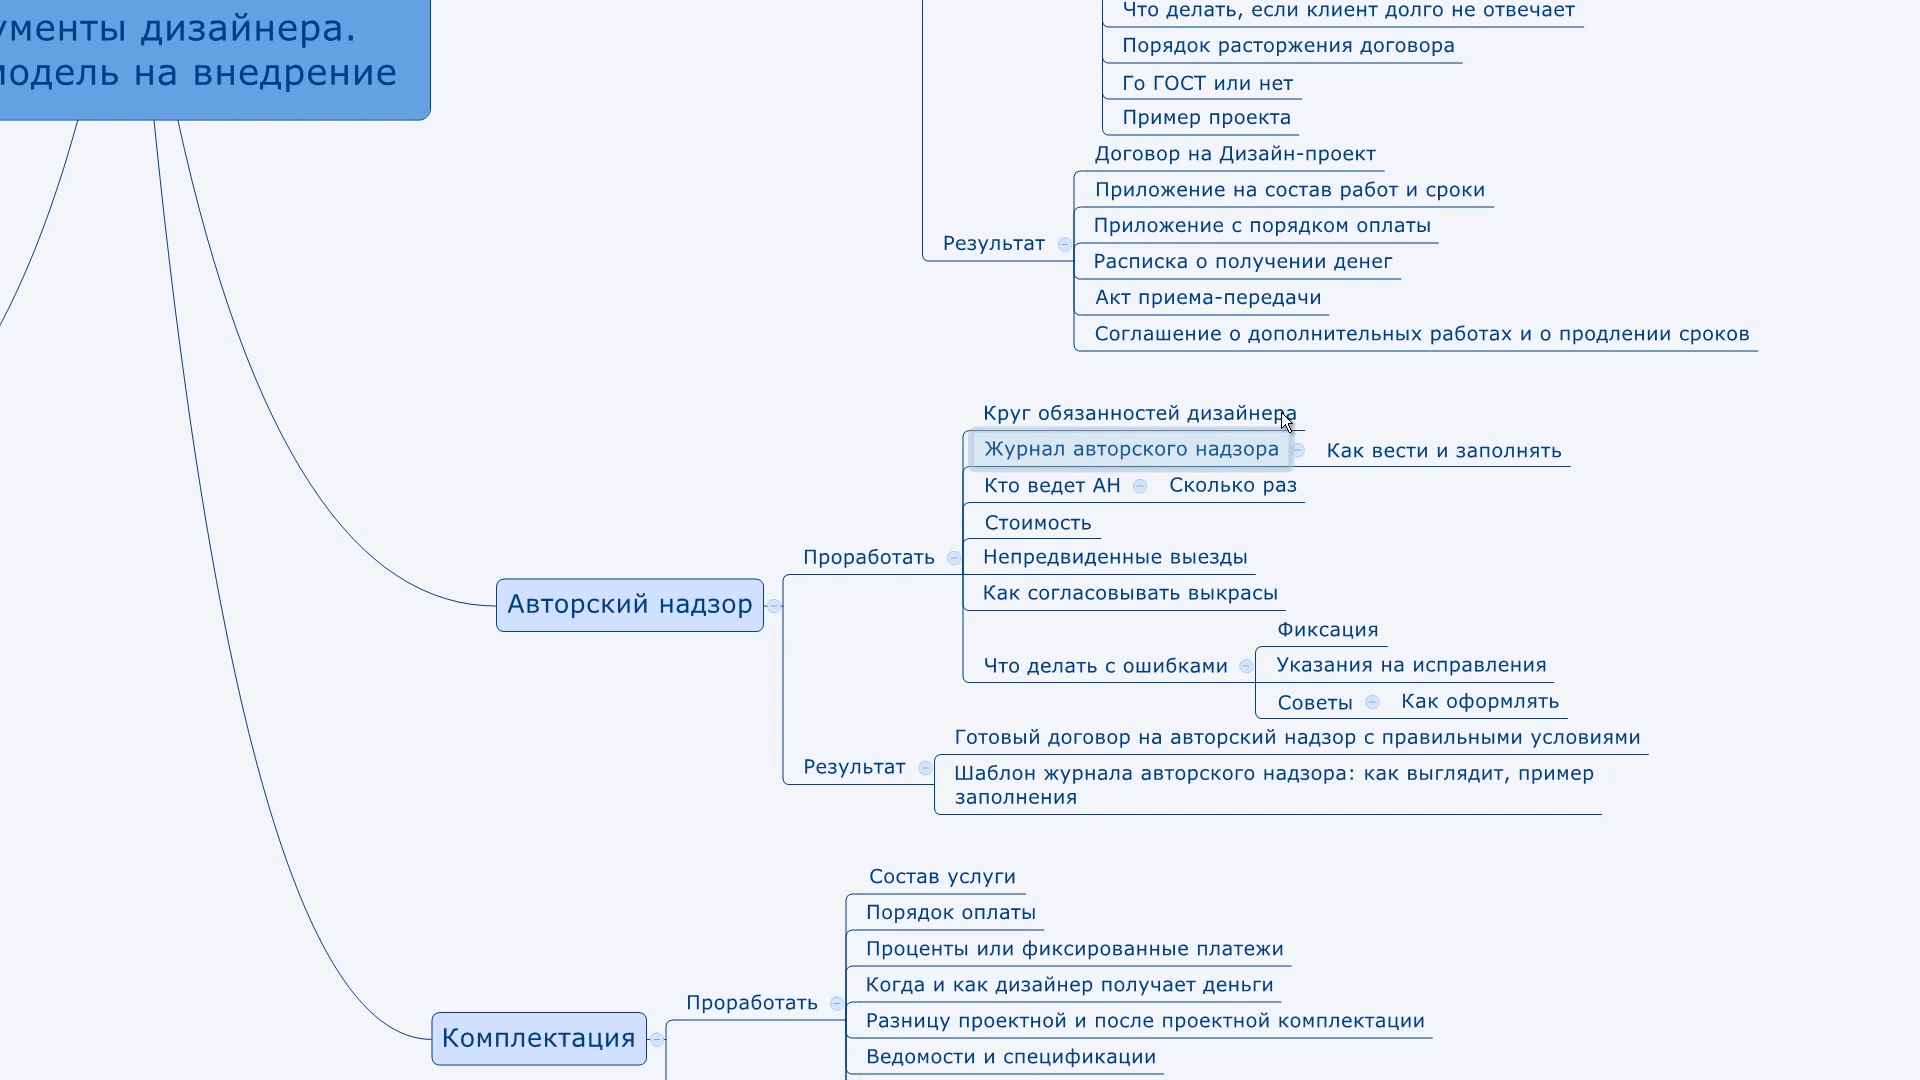 дизайнера.
на внедрение
Что делать, если клиент долго не отвечает
Порядок расторжения договора
Го ГОСТ или нет
Пример проекта
Договор на Дизайн-проект
Приложение на состав работ и сроки
Приложение с порядком оплаты
Результат
Расписка о получении денег
Акт приема-передачи
Соглашение о дополнительных работах и о продлении сроков
Круг обязанностей дизайнера
Журнал авторского надзора Как вести и заполнять
Кто ведет АН Сколько раз
Стоимость
Проработать
Непредвиденные выезды
Как согласовывать выкрасы
Авторский надзор
Фиксация
Что делать с ошибками
Указания на исправления
Советы Как оформлять
Готовый договор на авторский надзор с правильными условиями
Результат
Шаблон журнала авторского надзора: как выглядит, пример
заполнения
Состав услуги
Порядок оплаты
Проценты или фиксированные платежи
Когда и как дизайнер получает деньги
Проработать
Разницу проектной и после проектной комплектации
Комплектация
Ведомости и спецификации